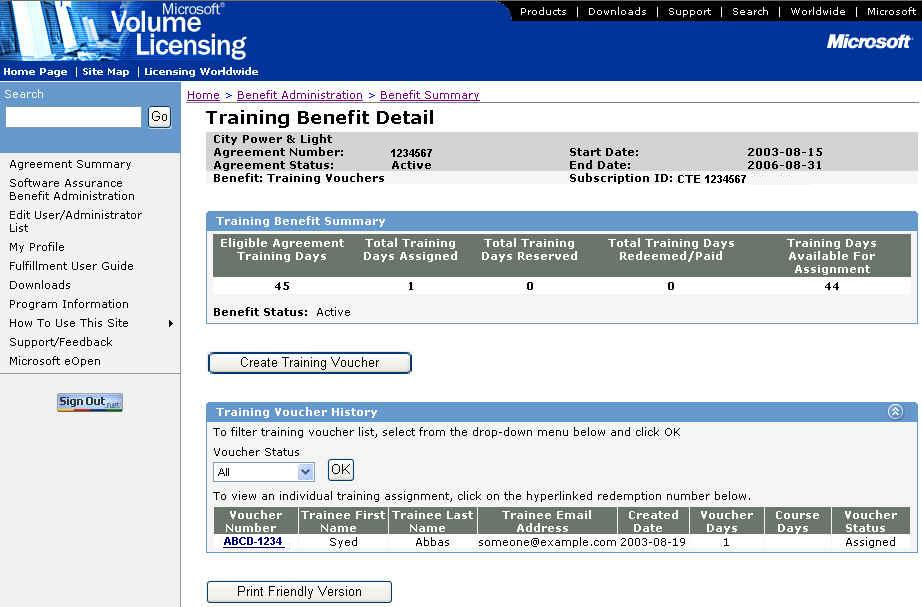 Microsoft® Volume Licensing
Products | Downloads | Support | Search | Worldwide | Microsoft
Microsoft
Home Page | Site Map | Licensing Worldwide
Search
Go
Agreement Summary
Software Assurance
Benefit Administration
Edit User/Administrator
List
My Profile
Fulfillment User Guide
Downloads
Program Information
How To Use This Site
Support/Feedback
Microsoft eOpen
Sign Out .net
Home > Benefit Administration > Benefit Summary
Training Benefit Detail
City Power & Light
Agreement Number: 1234567 Start Date: 2003-08-15
Agreement Status: Active End Date: 2006-08-31
Benefit: Training Vouchers Subscription ID: CTE 1234567
Training Benefit Summary
Eligible Agreement Training Days | Total Training Days Assigned | Total Training Days Reserved | Total Training Days Redeemed/Paid | Training Days Available For Assignment
45 1 0 0 44
Benefit Status: Active
Create Training Voucher
Training Voucher History
To filter training voucher list, select from the drop-down menu below and click OK
Voucher Status
All OK
To view an individual training assignment, click on the hyperlinked redemption number below.
Voucher Number | Trainee First Name | Trainee Last Name | Trainee Email Address | Created Date | Voucher Days | Course Days | Voucher Status
ABCD-1234 Syed Abbas someone@example.com 2003-08-19 1 Assigned
Print Friendly Version